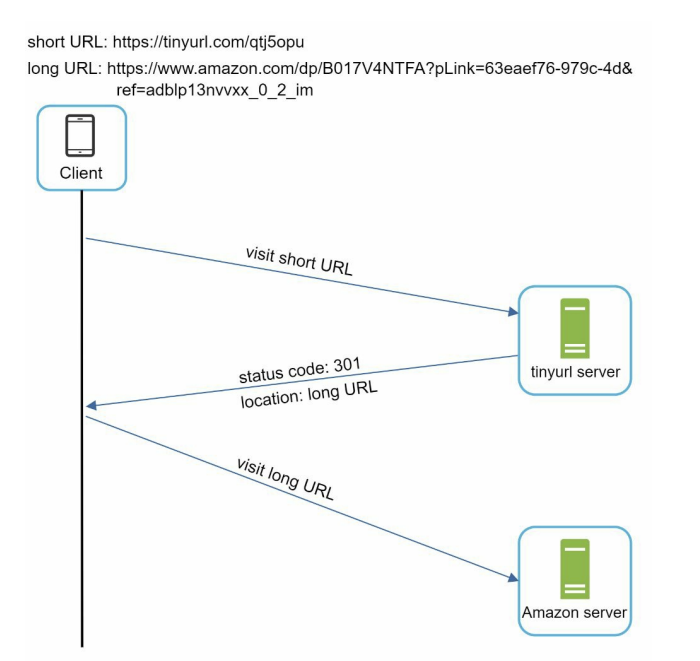 short URL: https://tinyurl.com/qtj5opu
long URL: https://www.amazon.com/dp/B017V4NTFA?pLink=63eaef76-979c-4d&
ref=adblp13nvvxx_0_2_im
Client
visit short URL
tinyurl server
status code: 301
location: long URL
visit long URL
Amazon server